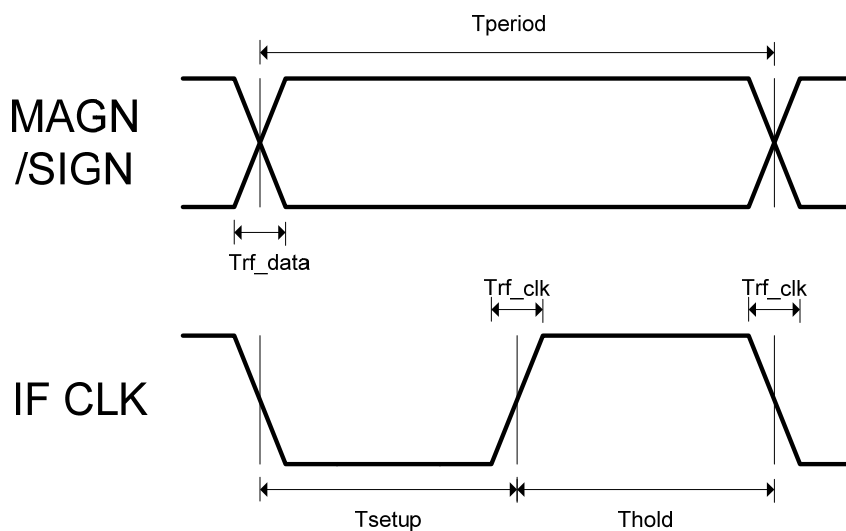 Tperiod
MAGN
/SIGN
Trf_data
Trf_clk
Trf_clk
IF CLK
Tsetup
Thold